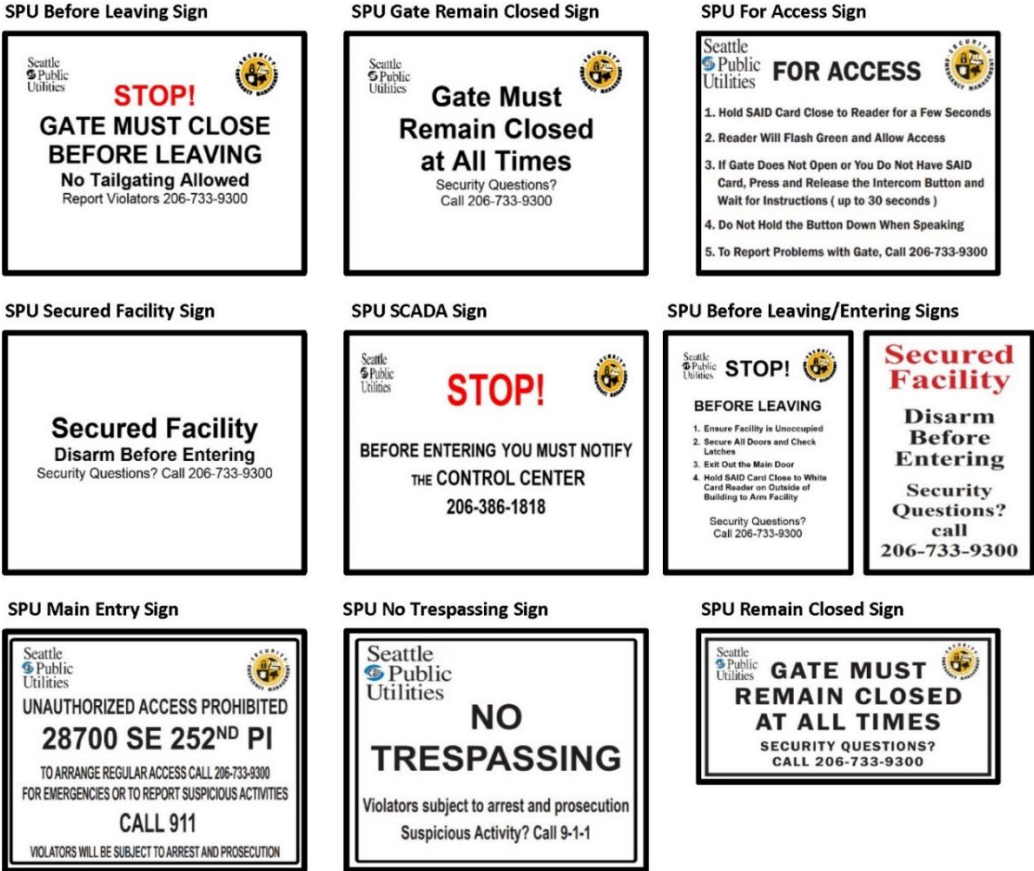 SPU Before Leaving Sign
Seattle
Public
Utilities
SECURITY
EMERGENCY MANAGEMENT
STOP!
GATE MUST CLOSE
BEFORE LEAVING
No Tailgating Allowed
Report Violators 206-733-9300
SPU Gate Remain Closed Sign
Seattle
Public
Utilities
SECURITY
EMERGENCY MANAGEMENT
Gate Must
Remain Closed
at All Times
Security Questions?
Call 206-733-9300
SPU For Access Sign
Seattle
Public
Utilities
SECURITY
EMERGENCY MANAGEMENT
FOR ACCESS
1. Hold SAID Card Close to Reader for a Few Seconds
2. Reader Will Flash Green and Allow Access
3. If Gate Does Not Open or You Do Not Have SAID
Card, Press and Release the Intercom Button and
Wait for Instructions ( up to 30 seconds )
4. Do Not Hold the Button Down When Speaking
5. To Report Problems with Gate, Call 206-733-9300
SPU Secured Facility Sign
Secured Facility
Disarm Before Entering
Security Questions? Call 206-733-9300
SPU SCADA Sign
Seattle
Public
Utilities
STOP!
BEFORE ENTERING YOU MUST NOTIFY
THE CONTROL CENTER
206-386-1818
SPU Before Leaving/Entering Signs
Seattle
Public
Utilities
STOP!
BEFORE LEAVING
1. Ensure Facility is Unoccupied
2. Secure All Doors and Check
Latches
3. Exit Out the Main Door
4. Hold SAID Card Close to White
Card Reader on Outside of
Building to Arm Facility
Security Questions?
Call 206-733-9300
Secured
Facility
Disarm
Before
Entering
Security
Questions?
call
206-733-9300
SPU Main Entry Sign
Seattle
Public
Utilities
UNAUTHORIZED ACCESS PROHIBITED
28700 SE 252ND Pl
TO ARRANGE REGULAR ACCESS CALL 206-733-9300
FOR EMERGENCIES OR TO REPORT SUSPICIOUS ACTIVITIES
CALL 911
VIOLATORS WILL BE SUBJECT TO ARREST AND PROSECUTION
SPU No Trespassing Sign
Seattle
Public
Utilities
NO
TRESPASSING
Violators subject to arrest and prosecution
Suspicious Activity? Call 9-1-1
SPU Remain Closed Sign
Seattle
Public
Utilities
GATE MUST
REMAIN CLOSED
AT ALL TIMES
SECURITY QUESTIONS?
CALL 206-733-9300